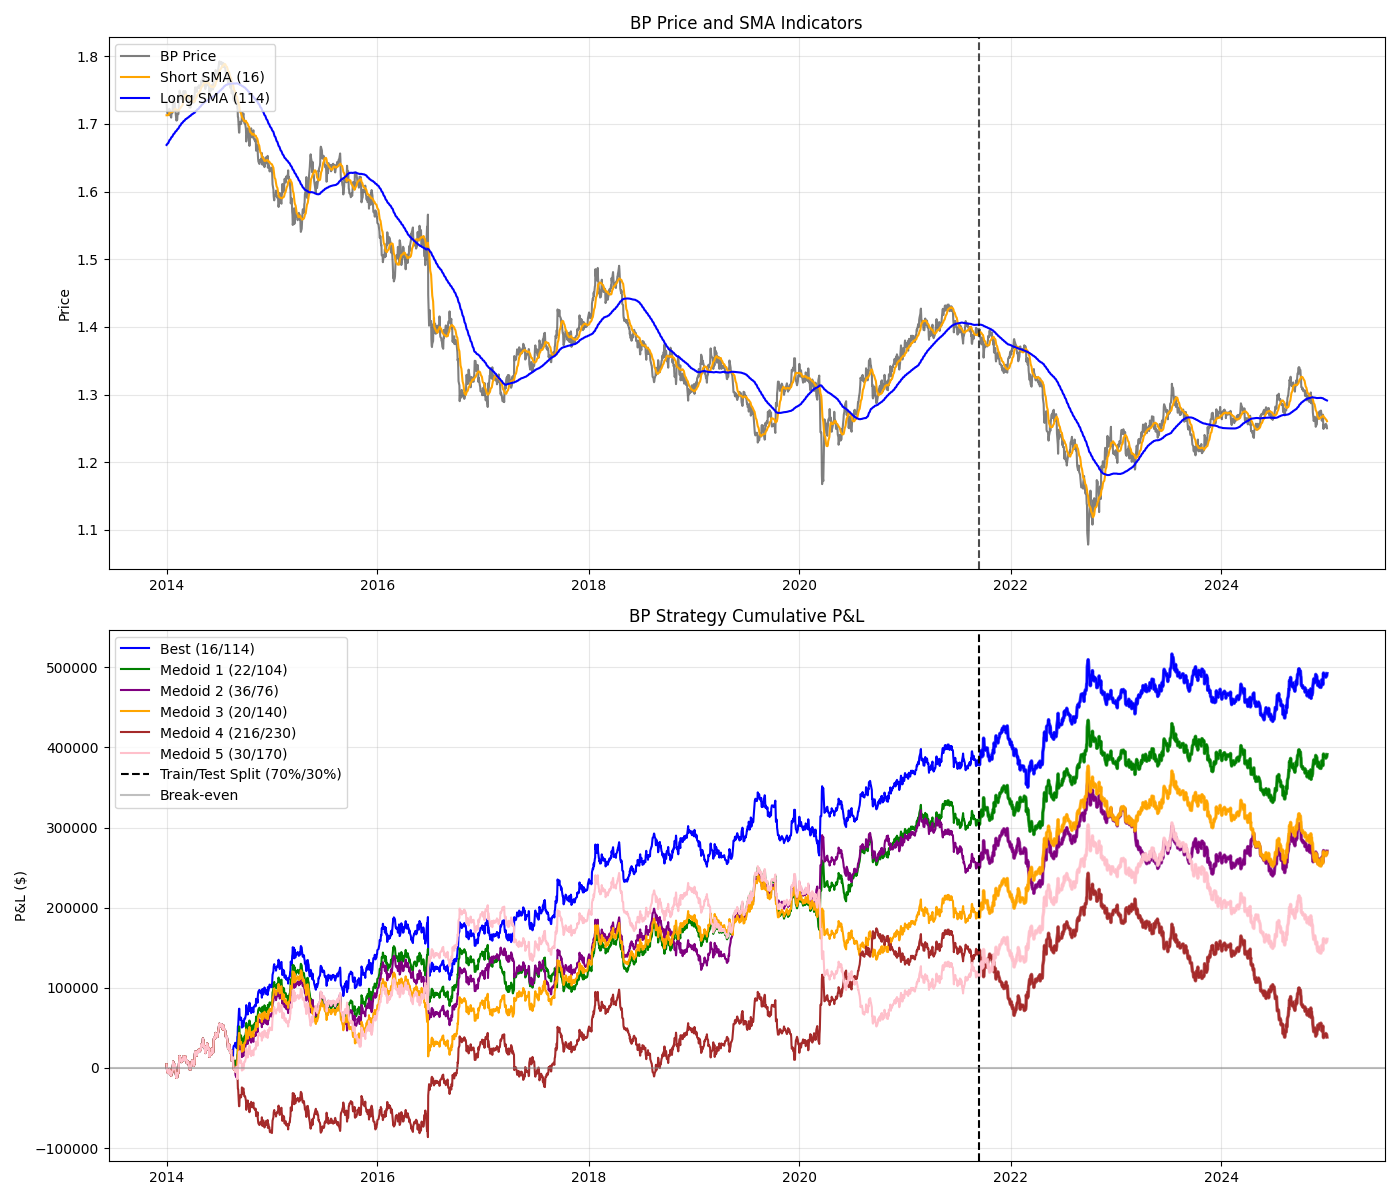 BP Price and SMA Indicators
BP Price
Short SMA (16)
Long SMA (114)
Price
1.8
1.7
1.6
1.5
1.4
1.3
1.2
1.1
2014
2016
2018
2020
2022
2024
BP Strategy Cumulative P&L
Best (16/114)
Medoid 1 (22/104)
Medoid 2 (36/76)
Medoid 3 (20/140)
Medoid 4 (216/230)
Medoid 5 (30/170)
Train/Test Split (70%/30%)
Break-even
P&L ($)
500000
400000
300000
200000
100000
0
−100000
2014
2016
2018
2020
2022
2024